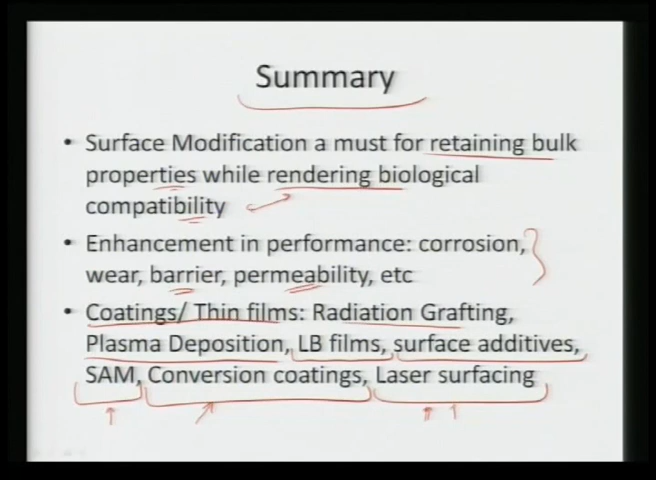 Summary
• Surface Modification a must for retaining bulk
properties while rendering biological
compatibility
• Enhancement in performance: corrosion,
wear, barrier, permeability, etc
• Coatings/ Thin films: Radiation Grafting,
Plasma Deposition, LB films, surface additives,
SAM, Conversion coatings, Laser surfacing